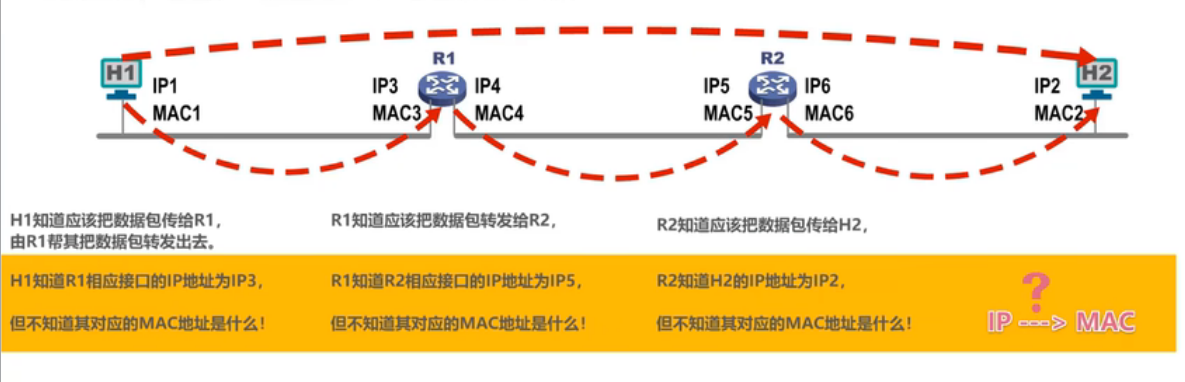 R1
R2
H1
H2
IP1
IP3
IP4
IP5
IP6
IP2
MAC1
MAC3
MAC4
MAC5
MAC6
MAC2
H1知道应该把数据包传给R1，
由R1帮其把数据包转发出去。
R1知道应该把数据包转发给R2，
R2知道应该把数据包传给H2，
H1知道R1相应接口的IP地址为IP3，
但不知道其对应的MAC地址是什么！
R1知道R2相应接口的IP地址为IP5，
但不知道其对应的MAC地址是什么！
R2知道H2的IP地址为IP2，
但不知道其对应的MAC地址是什么！
?
IP ---> MAC